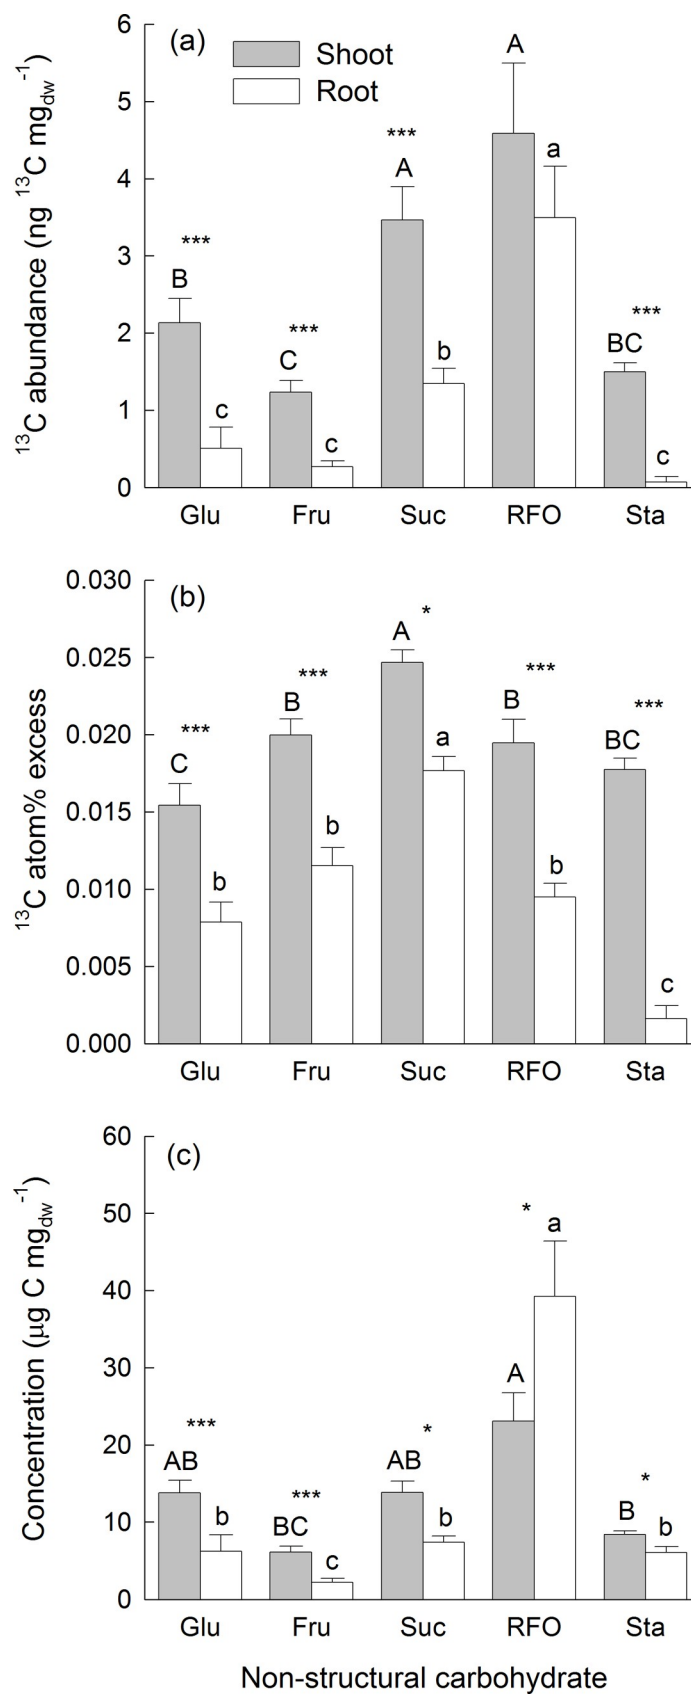 (a)
Shoot
Root
¹³C abundance (ng ¹³C mg_dw⁻¹)
6
5
4
3
2
1
0
A
a
***
A
***
B
b
***
C
***
BC
c
c
c
Glu Fru Suc RFO Sta
(b)
¹³C atom% excess
0.030
0.025
0.020
0.015
0.010
0.005
0.000
*
A
***
B
***
B
***
BC
***
C
a
b
b
b
c
Glu Fru Suc RFO Sta
(c)
Concentration (µg C mg_dw⁻¹)
60
50
40
30
20
10
0
* a
A
***
AB
*
AB
***
BC
*
B
b
b
b
c
Glu Fru Suc RFO Sta
Non-structural carbohydrate